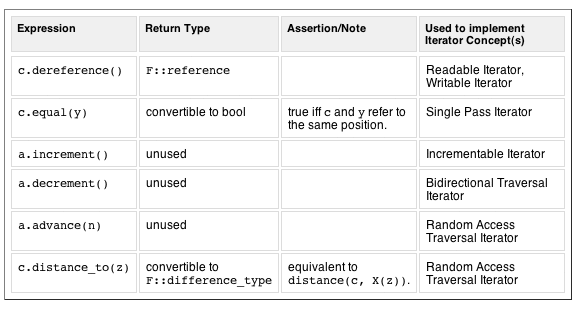 Expression Return Type Assertion/Note Used to implement
Iterator Concept(s)
c.dereference() F::reference Readable Iterator,
Writable Iterator
c.equal(y) convertible to bool true iff c and y refer to Single Pass Iterator
the same position.
a.increment() unused Incrementable Iterator
a.decrement() unused Bidirectional Traversal
Iterator
a.advance(n) unused Random Access
Traversal Iterator
c.distance_to(z) convertible to equivalent to Random Access
F::difference_type distance(c, X(z)). Traversal Iterator